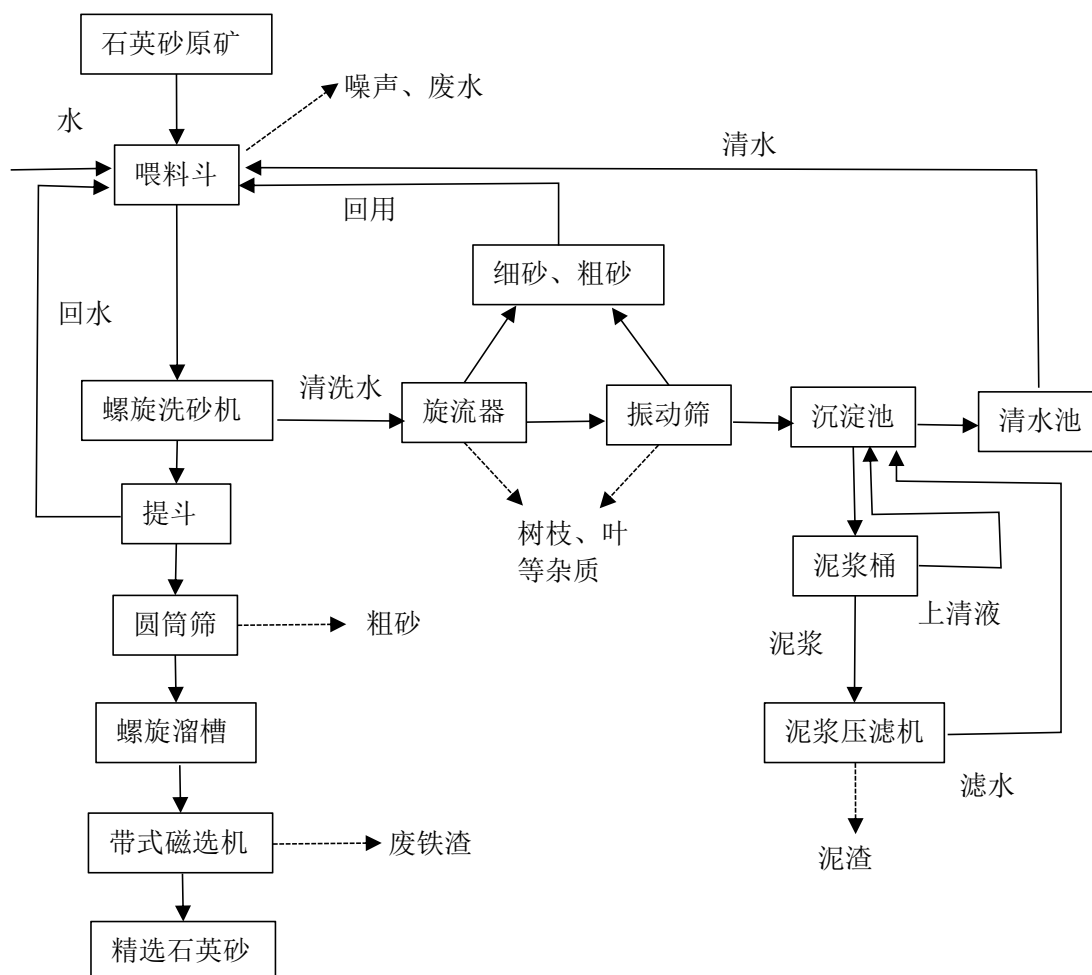 石英砂原矿
噪声、废水
水
清水
喂料斗
回用
细砂、粗砂
回水
清洗水
螺旋洗砂机
旋流器
振动筛
沉淀池
清水池
提斗
树枝、叶
等杂质
泥浆桶
上清液
圆筒筛
粗砂
泥浆
螺旋溜槽
泥浆压滤机
滤水
带式磁选机
废铁渣
泥渣
精选石英砂